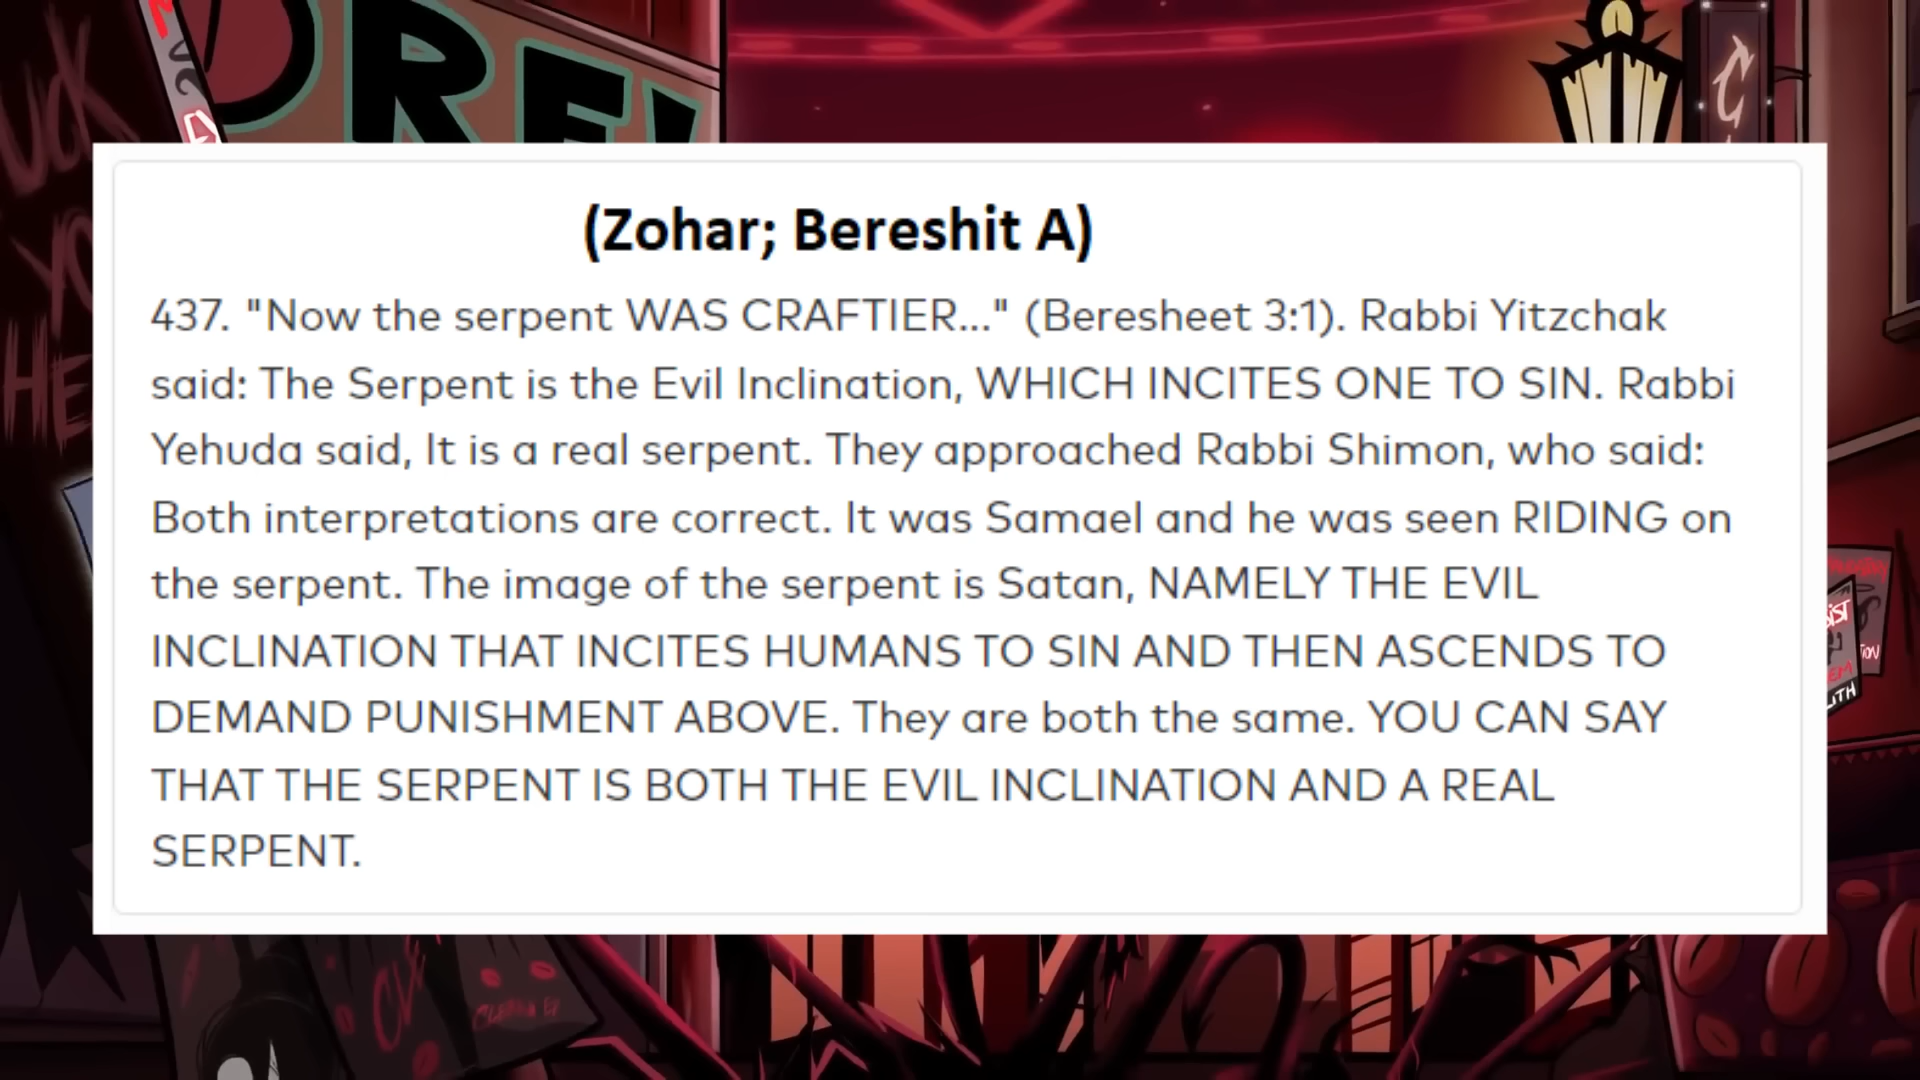 (Zohar; Bereshit A)
437. "Now the serpent WAS CRAFTIER..." (Beresheet 3:1). Rabbi Yitzchak
said: The Serpent is the Evil Inclination, WHICH INCITES ONE TO SIN. Rabbi
Yehuda said, It is a real serpent. They approached Rabbi Shimon, who said:
Both interpretations are correct. It was Samael and he was seen RIDING on
the serpent. The image of the serpent is Satan, NAMELY THE EVIL
INCLINATION THAT INCITES HUMANS TO SIN AND THEN ASCENDS TO
DEMAND PUNISHMENT ABOVE. They are both the same. YOU CAN SAY
THAT THE SERPENT IS BOTH THE EVIL INCLINATION AND A REAL
SERPENT.